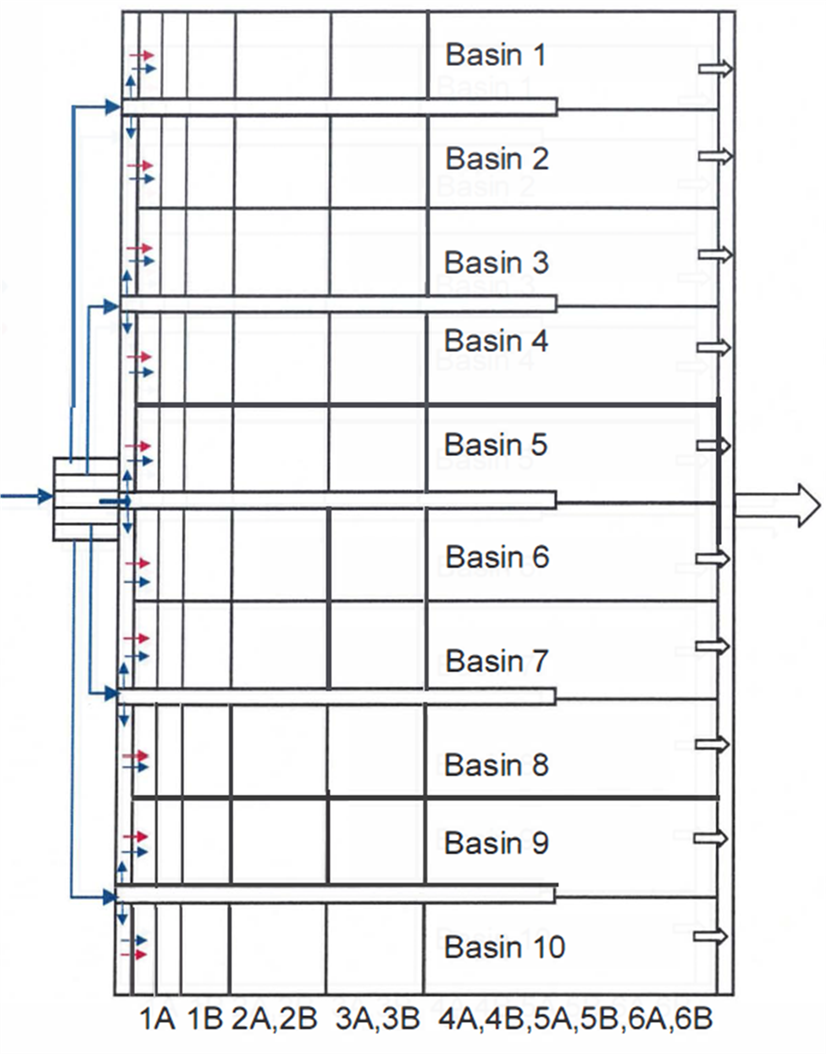 Basin 1
Basin 2
Basin 3
Basin 4
Basin 5
Basin 6
Basin 7
Basin 8
Basin 9
Basin 10
1A 1B 2A,2B 3A,3B 4A,4B,5A,5B,6A,6B